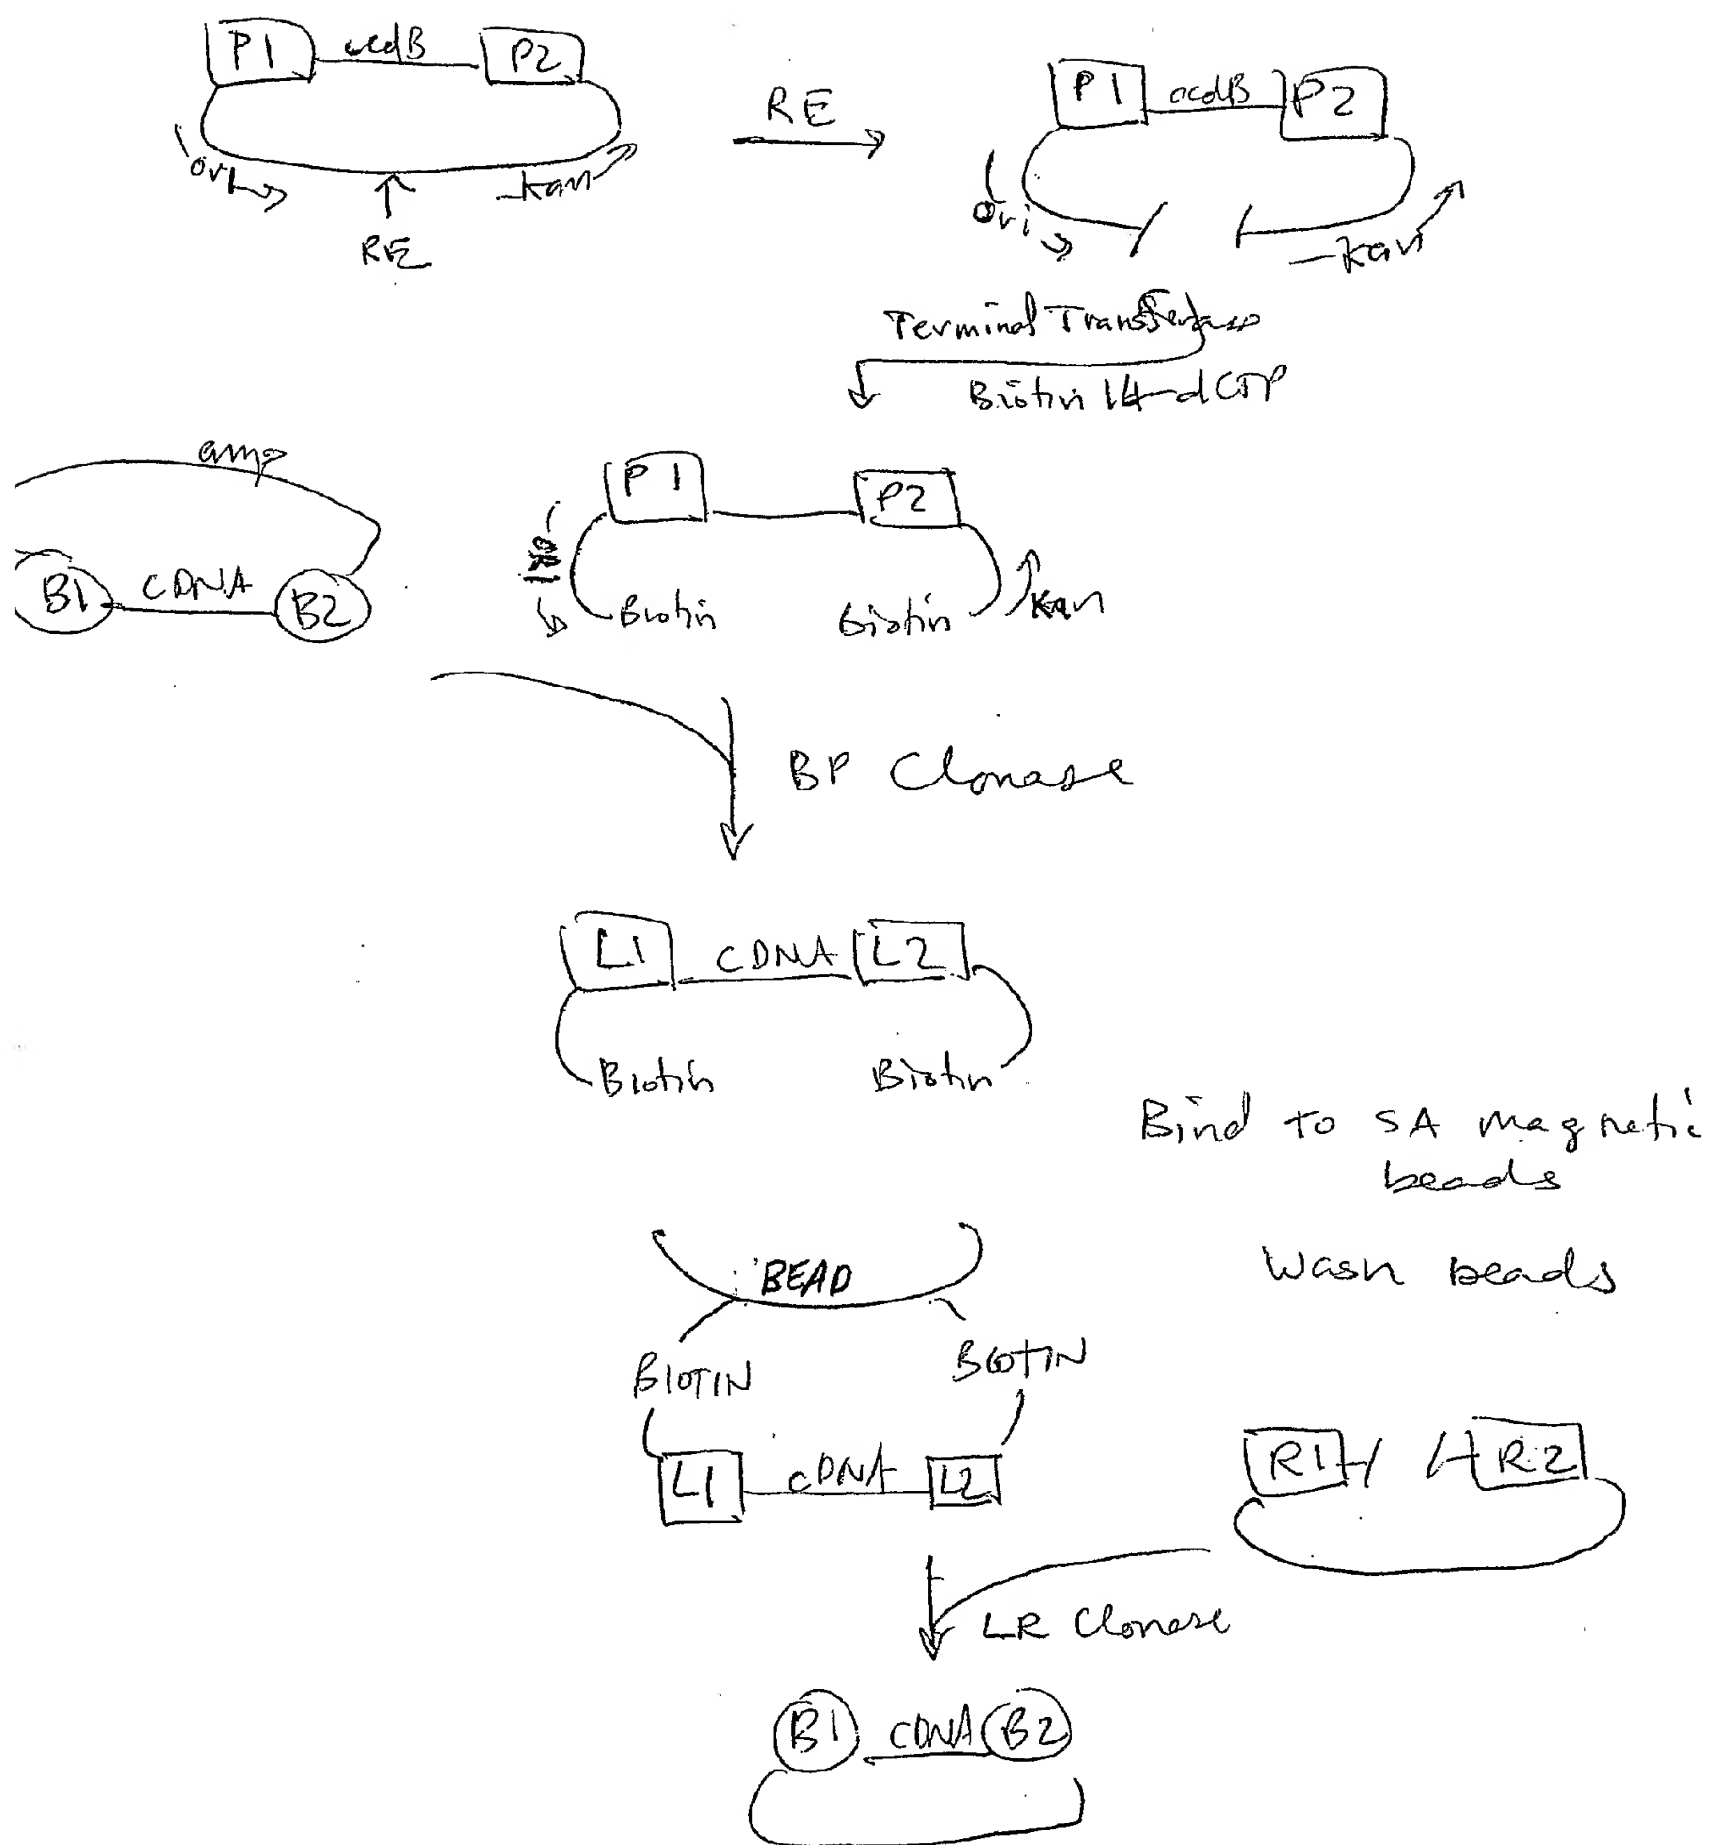 P1 ccdB P2
ori
kan
RE
RE
P1 ccdB P2
ori
kan
Terminal Transferase
Biotin 14-dCTP
amp
B1 cDNA B2
P1 P2
ori
Biotin Biotin kan
BP Clonase
L1 cDNA L2
Biotin Biotin
Bind to SA magnetic
beads
Wash beads
BEAD
BIOTIN BIOTIN
L1 cDNA L2
R1 R2
LR Clonase
B1 cDNA B2